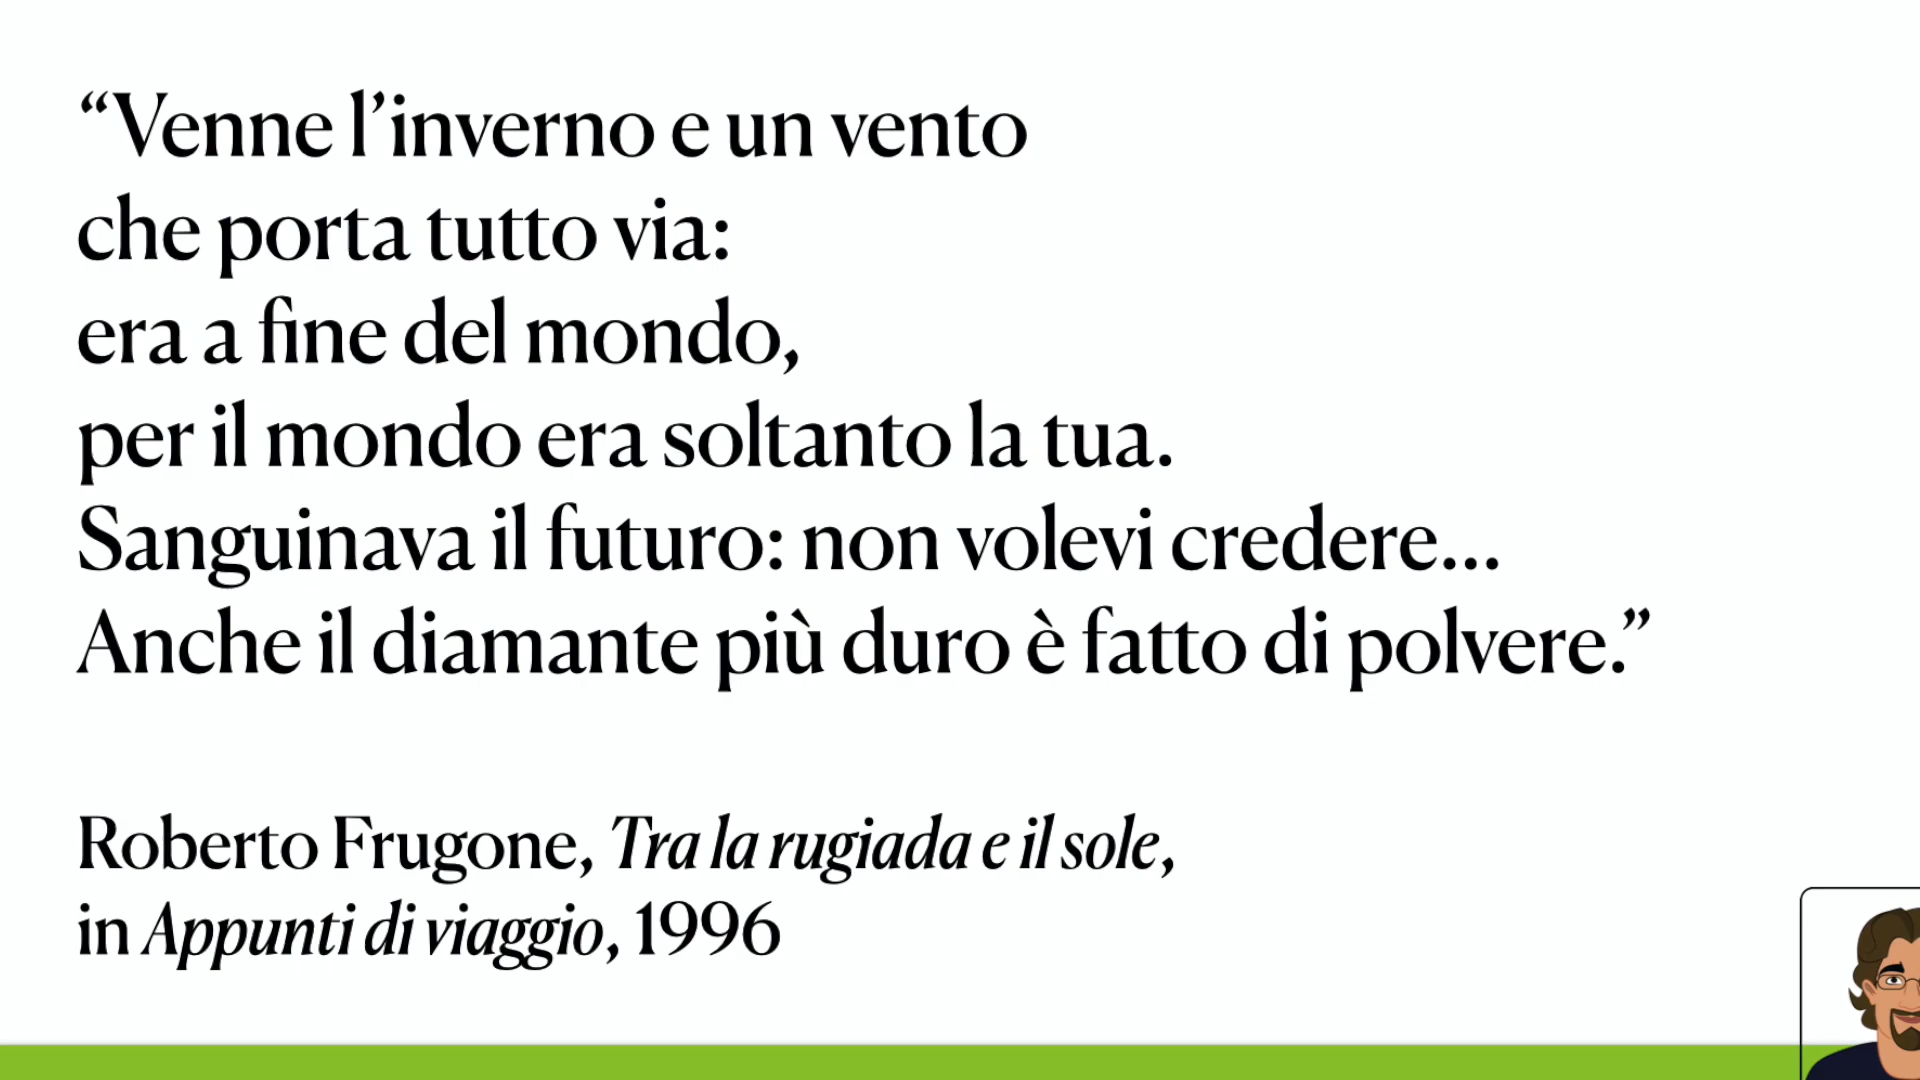 “Venne l’inverno e un vento
che porta tutto via:
era a fine del mondo,
per il mondo era soltanto la tua.
Sanguinava il futuro: non volevi credere...
Anche il diamante più duro è fatto di polvere.”
Roberto Frugone, Tra la rugiada e il sole,
in Appunti di viaggio, 1996